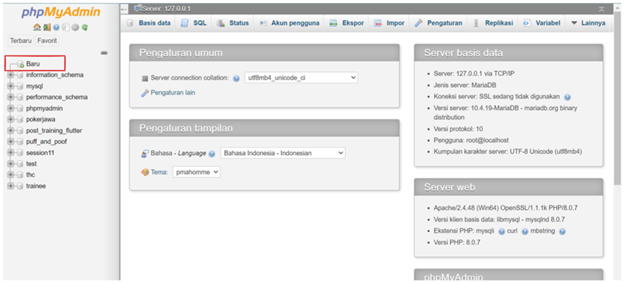 phpMyAdmin
Terbaru Favorit
Baru
information_schema
mysql
performance_schema
phpmyadmin
pokerjawa
post_training_flutter
puff_and_poof
session11
test
thc
trainee
Server: 127.0.0.1
Basis data SQL Status Akun pengguna Ekspor Impor Pengaturan Replikasi Variabel Lainnya
Pengaturan umum
Server connection collation: utf8mb4_unicode_ci
Pengaturan lain
Pengaturan tampilan
Bahasa - Language Bahasa Indonesia - Indonesian
Tema: pmahomme
Server basis data
• Server: 127.0.0.1 via TCP/IP
• Jenis server: MariaDB
• Koneksi server: SSL sedang tidak digunakan
• Versi server: 10.4.19-MariaDB - mariadb.org binary
distribution
• Versi protokol: 10
• Pengguna: root@localhost
• Kumpulan karakter server: UTF-8 Unicode (utf8mb4)
Server web
• Apache/2.4.48 (Win64) OpenSSL/1.1.1k PHP/8.0.7
• Versi klien basis data: libmysql - mysqlnd 8.0.7
• Ekstensi PHP: mysqli curl mbstring
• Versi PHP: 8.0.7
phpMyAdmin